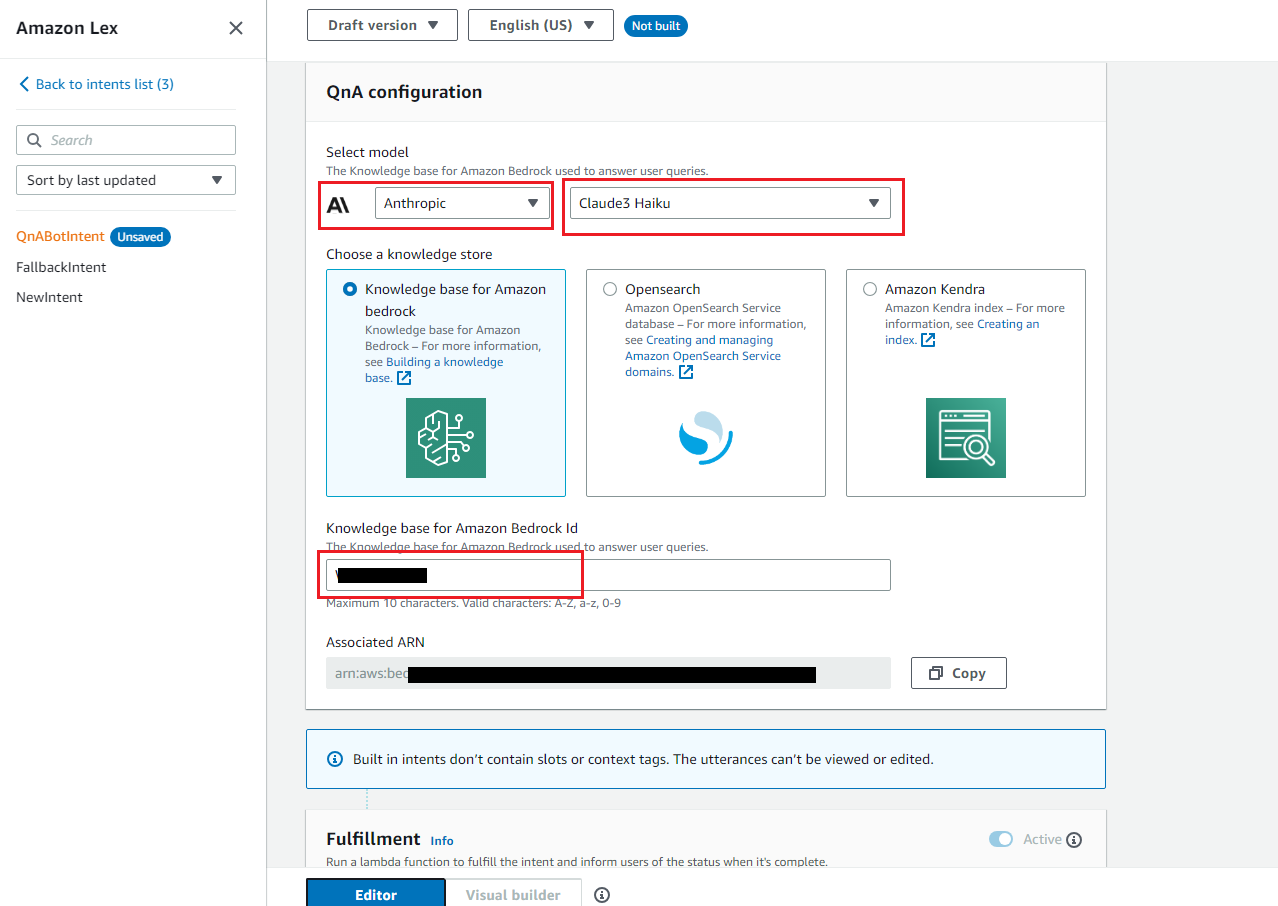 Amazon Lex
Back to intents list (3)
Search
Sort by last updated
QnABotIntent Unsaved
FallbackIntent
NewIntent
Draft version
English (US)
Not built
QnA configuration
Select model
The Knowledge base for Amazon Bedrock used to answer user queries.
Anthropic
Claude3 Haiku
Choose a knowledge store
Knowledge base for Amazon
bedrock
Knowledge base for Amazon
Bedrock – For more information,
see Building a knowledge
base.
Opensearch
Amazon OpenSearch Service
database – For more information,
see Creating and managing
Amazon OpenSearch Service
domains.
Amazon Kendra
Amazon Kendra index – For more
information, see Creating an
index.
Knowledge base for Amazon Bedrock Id
The Knowledge base for Amazon Bedrock used to answer user queries.
Maximum 10 characters. Valid characters: A-Z, a-z, 0-9
Associated ARN
arn:aws:bed
Copy
Built in intents don’t contain slots or context tags. The utterances can’t be viewed or edited.
Fulfillment Info
Active
Run a lambda function to fulfill the intent and inform users of the status when it's complete.
Editor
Visual builder